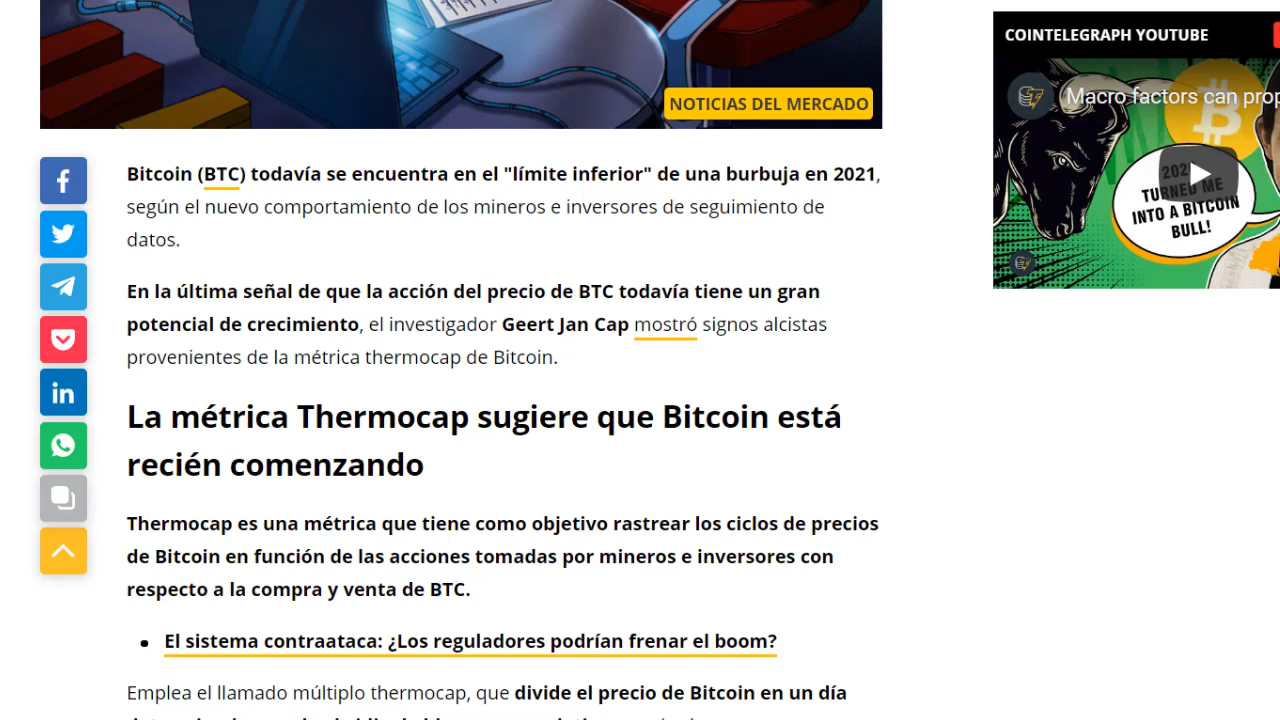 NOTICIAS DEL MERCADO
COINTELEGRAPH YOUTUBE
Macro factors can prop
TURNED ME
INTO A BITCOIN
BULL!
Bitcoin (BTC) todavía se encuentra en el "límite inferior" de una burbuja en 2021,
según el nuevo comportamiento de los mineros e inversores de seguimiento de
datos.
En la última señal de que la acción del precio de BTC todavía tiene un gran
potencial de crecimiento, el investigador Geert Jan Cap mostró signos alcistas
provenientes de la métrica thermocap de Bitcoin.
La métrica Thermocap sugiere que Bitcoin está
recién comenzando
Thermocap es una métrica que tiene como objetivo rastrear los ciclos de precios
de Bitcoin en función de las acciones tomadas por mineros e inversores con
respecto a la compra y venta de BTC.
El sistema contraataca: ¿Los reguladores podrían frenar el boom?
Emplea el llamado múltiplo thermocap, que divide el precio de Bitcoin en un día